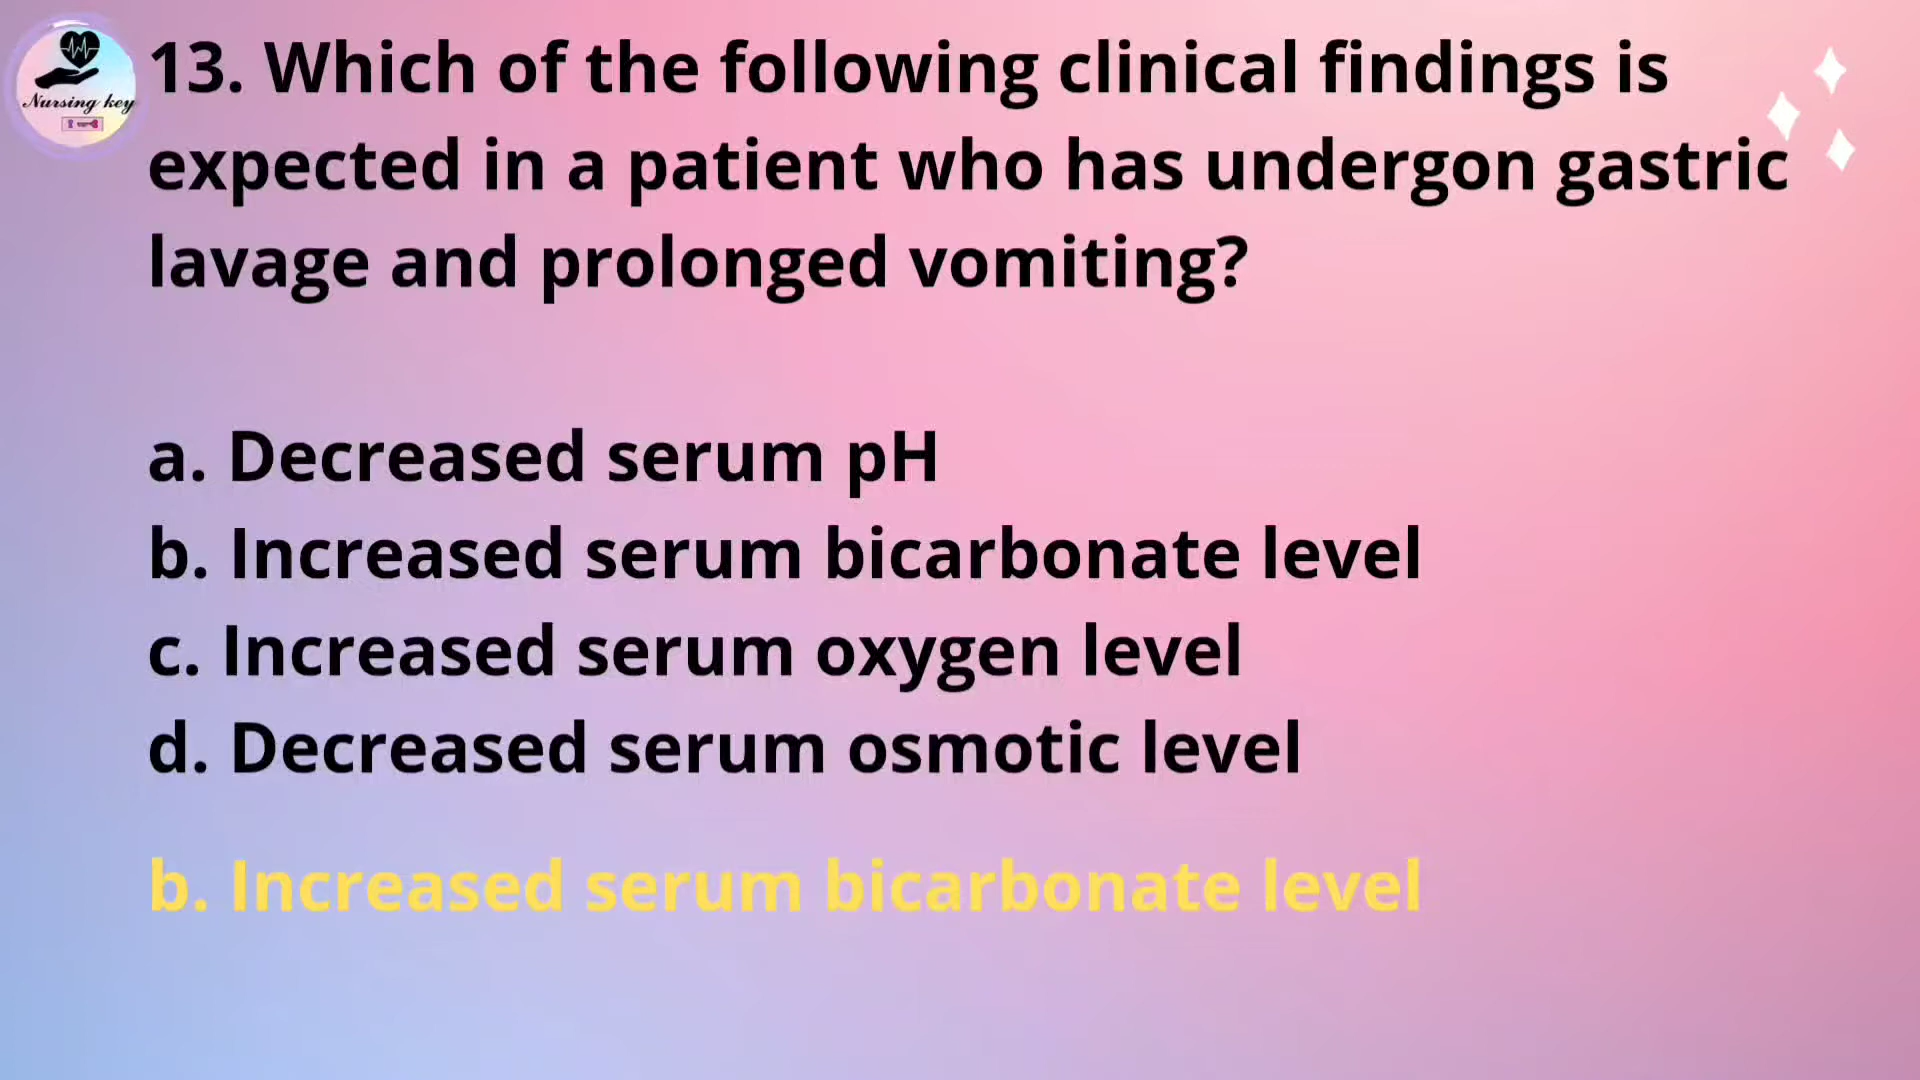 Nursing key
13. Which of the following clinical findings is
expected in a patient who has undergon gastric
lavage and prolonged vomiting?
a. Decreased serum pH
b. Increased serum bicarbonate level
c. Increased serum oxygen level
d. Decreased serum osmotic level
b. Increased serum bicarbonate level